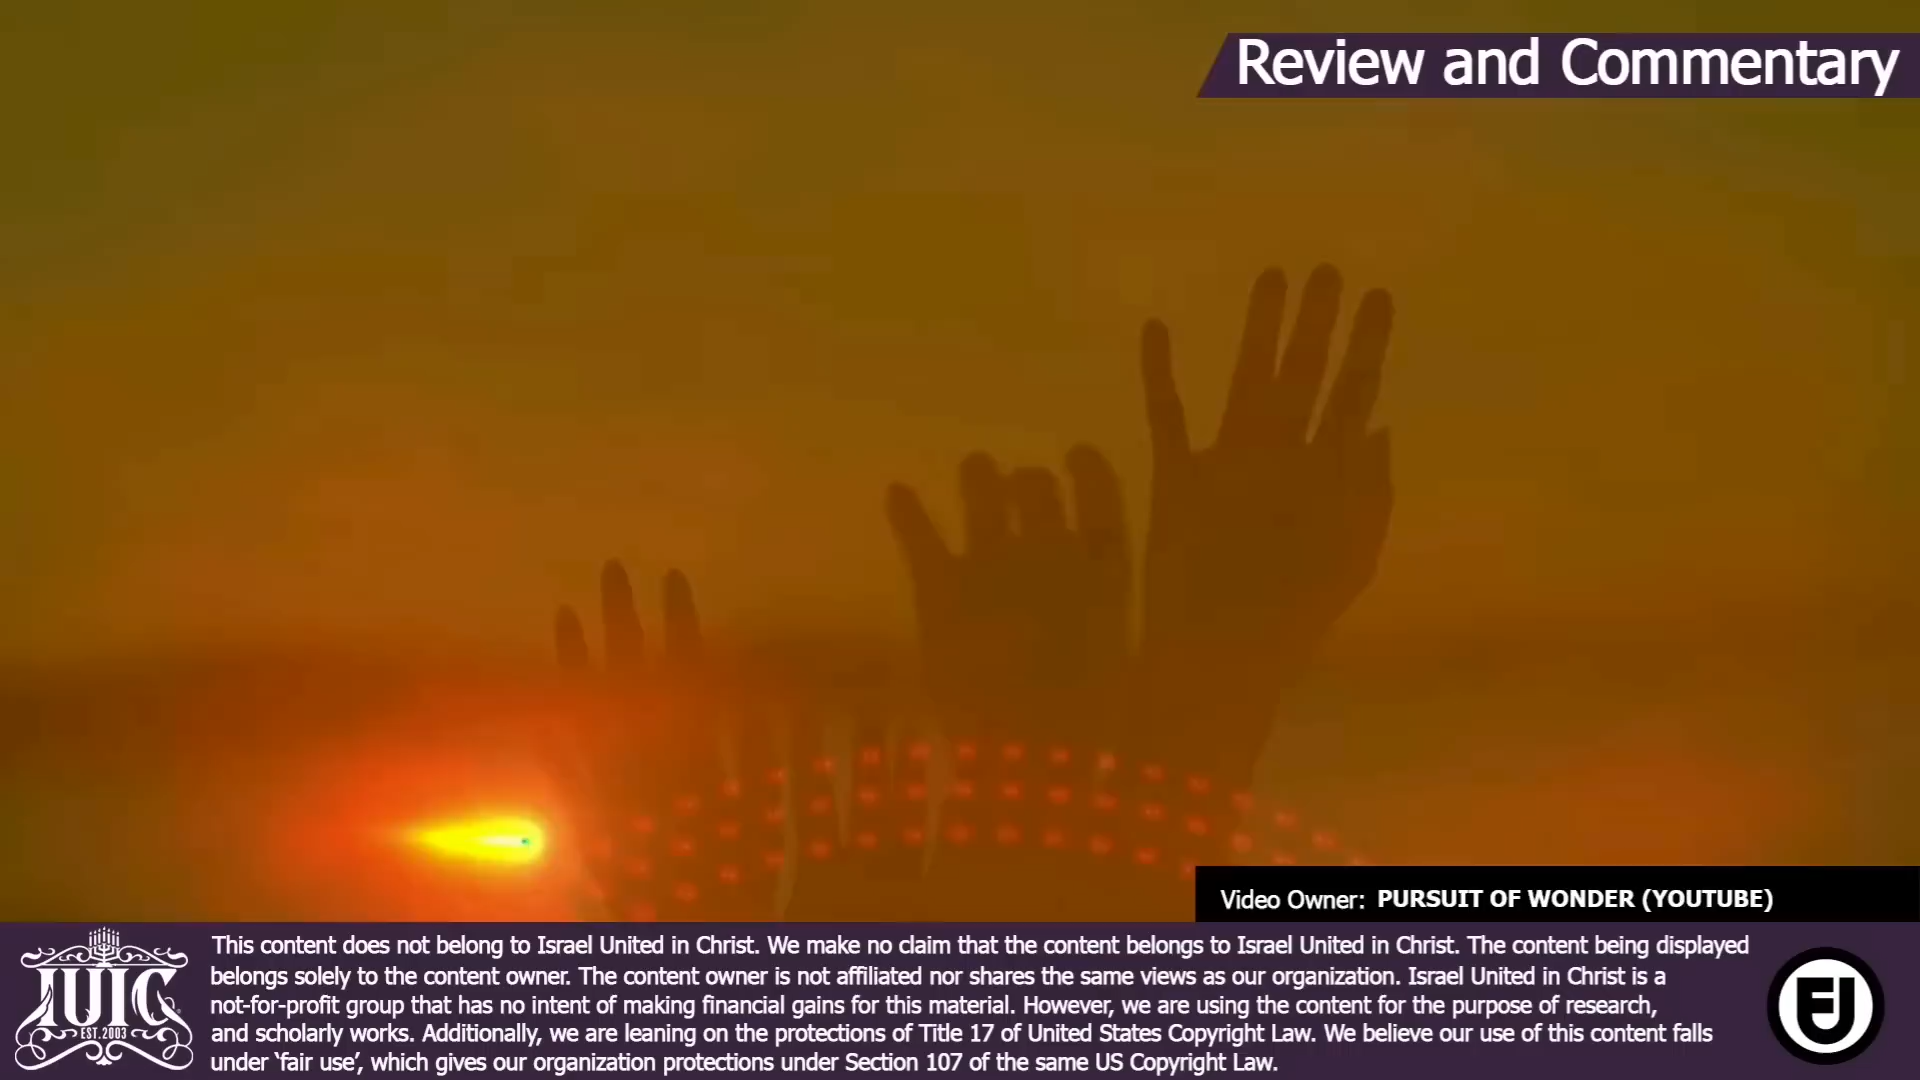 Review and Commentary
Video Owner: PURSUIT OF WONDER (YOUTUBE)
This content does not belong to Israel United in Christ. We make no claim that the content belongs to Israel United in Christ. The content being displayed
belongs solely to the content owner. The content owner is not affiliated nor shares the same views as our organization. Israel United in Christ is a
not-for-profit group that has no intent of making financial gains for this material. However, we are using the content for the purpose of research,
and scholarly works. Additionally, we are leaning on the protections of Title 17 of United States Copyright Law. We believe our use of this content falls
under ‘fair use’, which gives our organization protections under Section 107 of the same US Copyright Law.
IUIC
EST. 2003